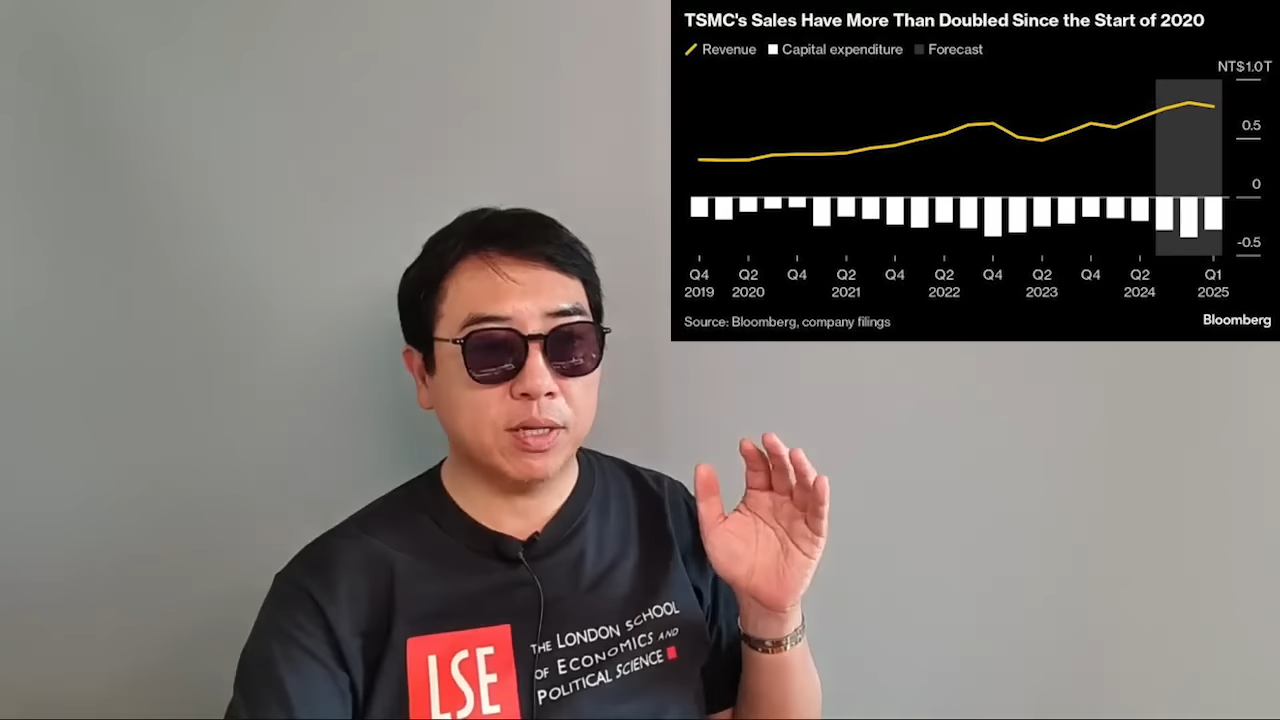 TSMC's Sales Have More Than Doubled Since the Start of 2020
Revenue Capital expenditure Forecast
NT$1.0T
0.5
0
-0.5
Q4 Q2 Q4 Q2 Q4 Q2 Q4 Q2 Q4 Q2 Q1
2019 2020 2021 2022 2023 2024 2025
Source: Bloomberg, company filings
Bloomberg
LSE
THE LONDON SCHOOL
OF ECONOMICS AND
POLITICAL SCIENCE